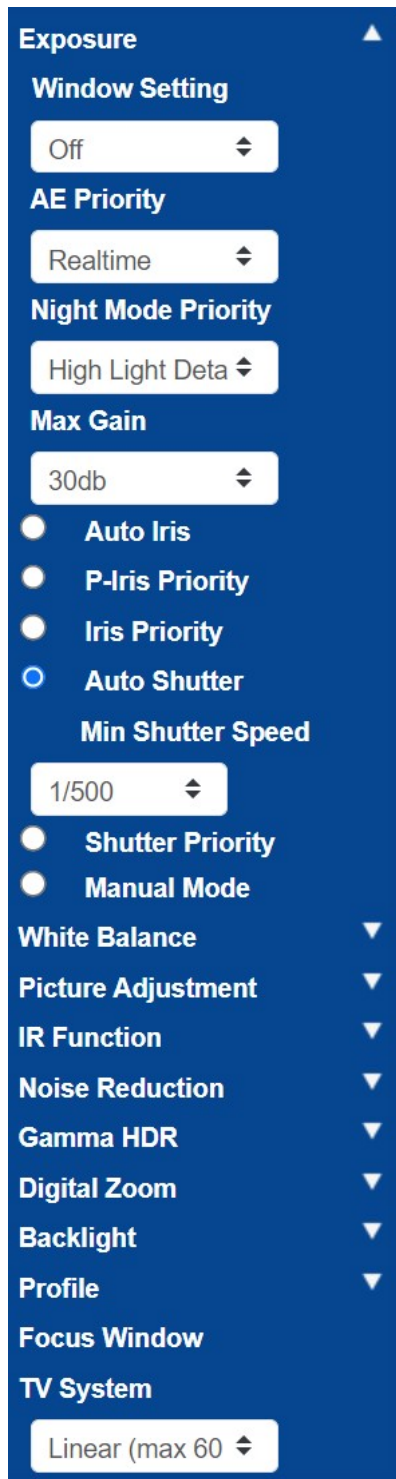 Exposure
Window Setting
Off
AE Priority
Realtime
Night Mode Priority
High Light Deta
Max Gain
30db
Auto Iris
P-Iris Priority
Iris Priority
Auto Shutter
Min Shutter Speed
1/500
Shutter Priority
Manual Mode
White Balance
Picture Adjustment
IR Function
Noise Reduction
Gamma HDR
Digital Zoom
Backlight
Profile
Focus Window
TV System
Linear (max 60